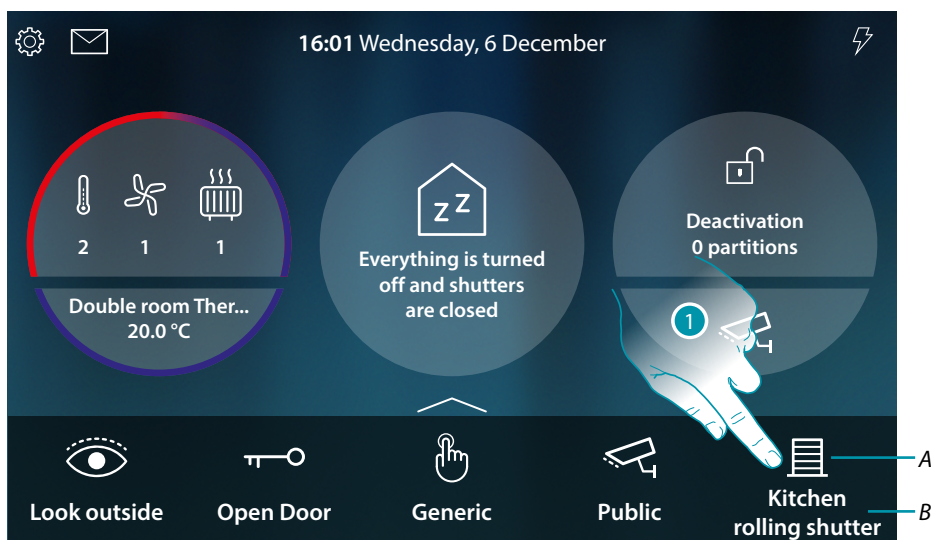 16:01 Wednesday, 6 December
2 1 1
Double room Ther...
20.0 °C
zZ
Everything is turned
off and shutters
are closed
Deactivation
0 partitions
1
Look outside
Open Door
Generic
Public
Kitchen
rolling shutter
A
B